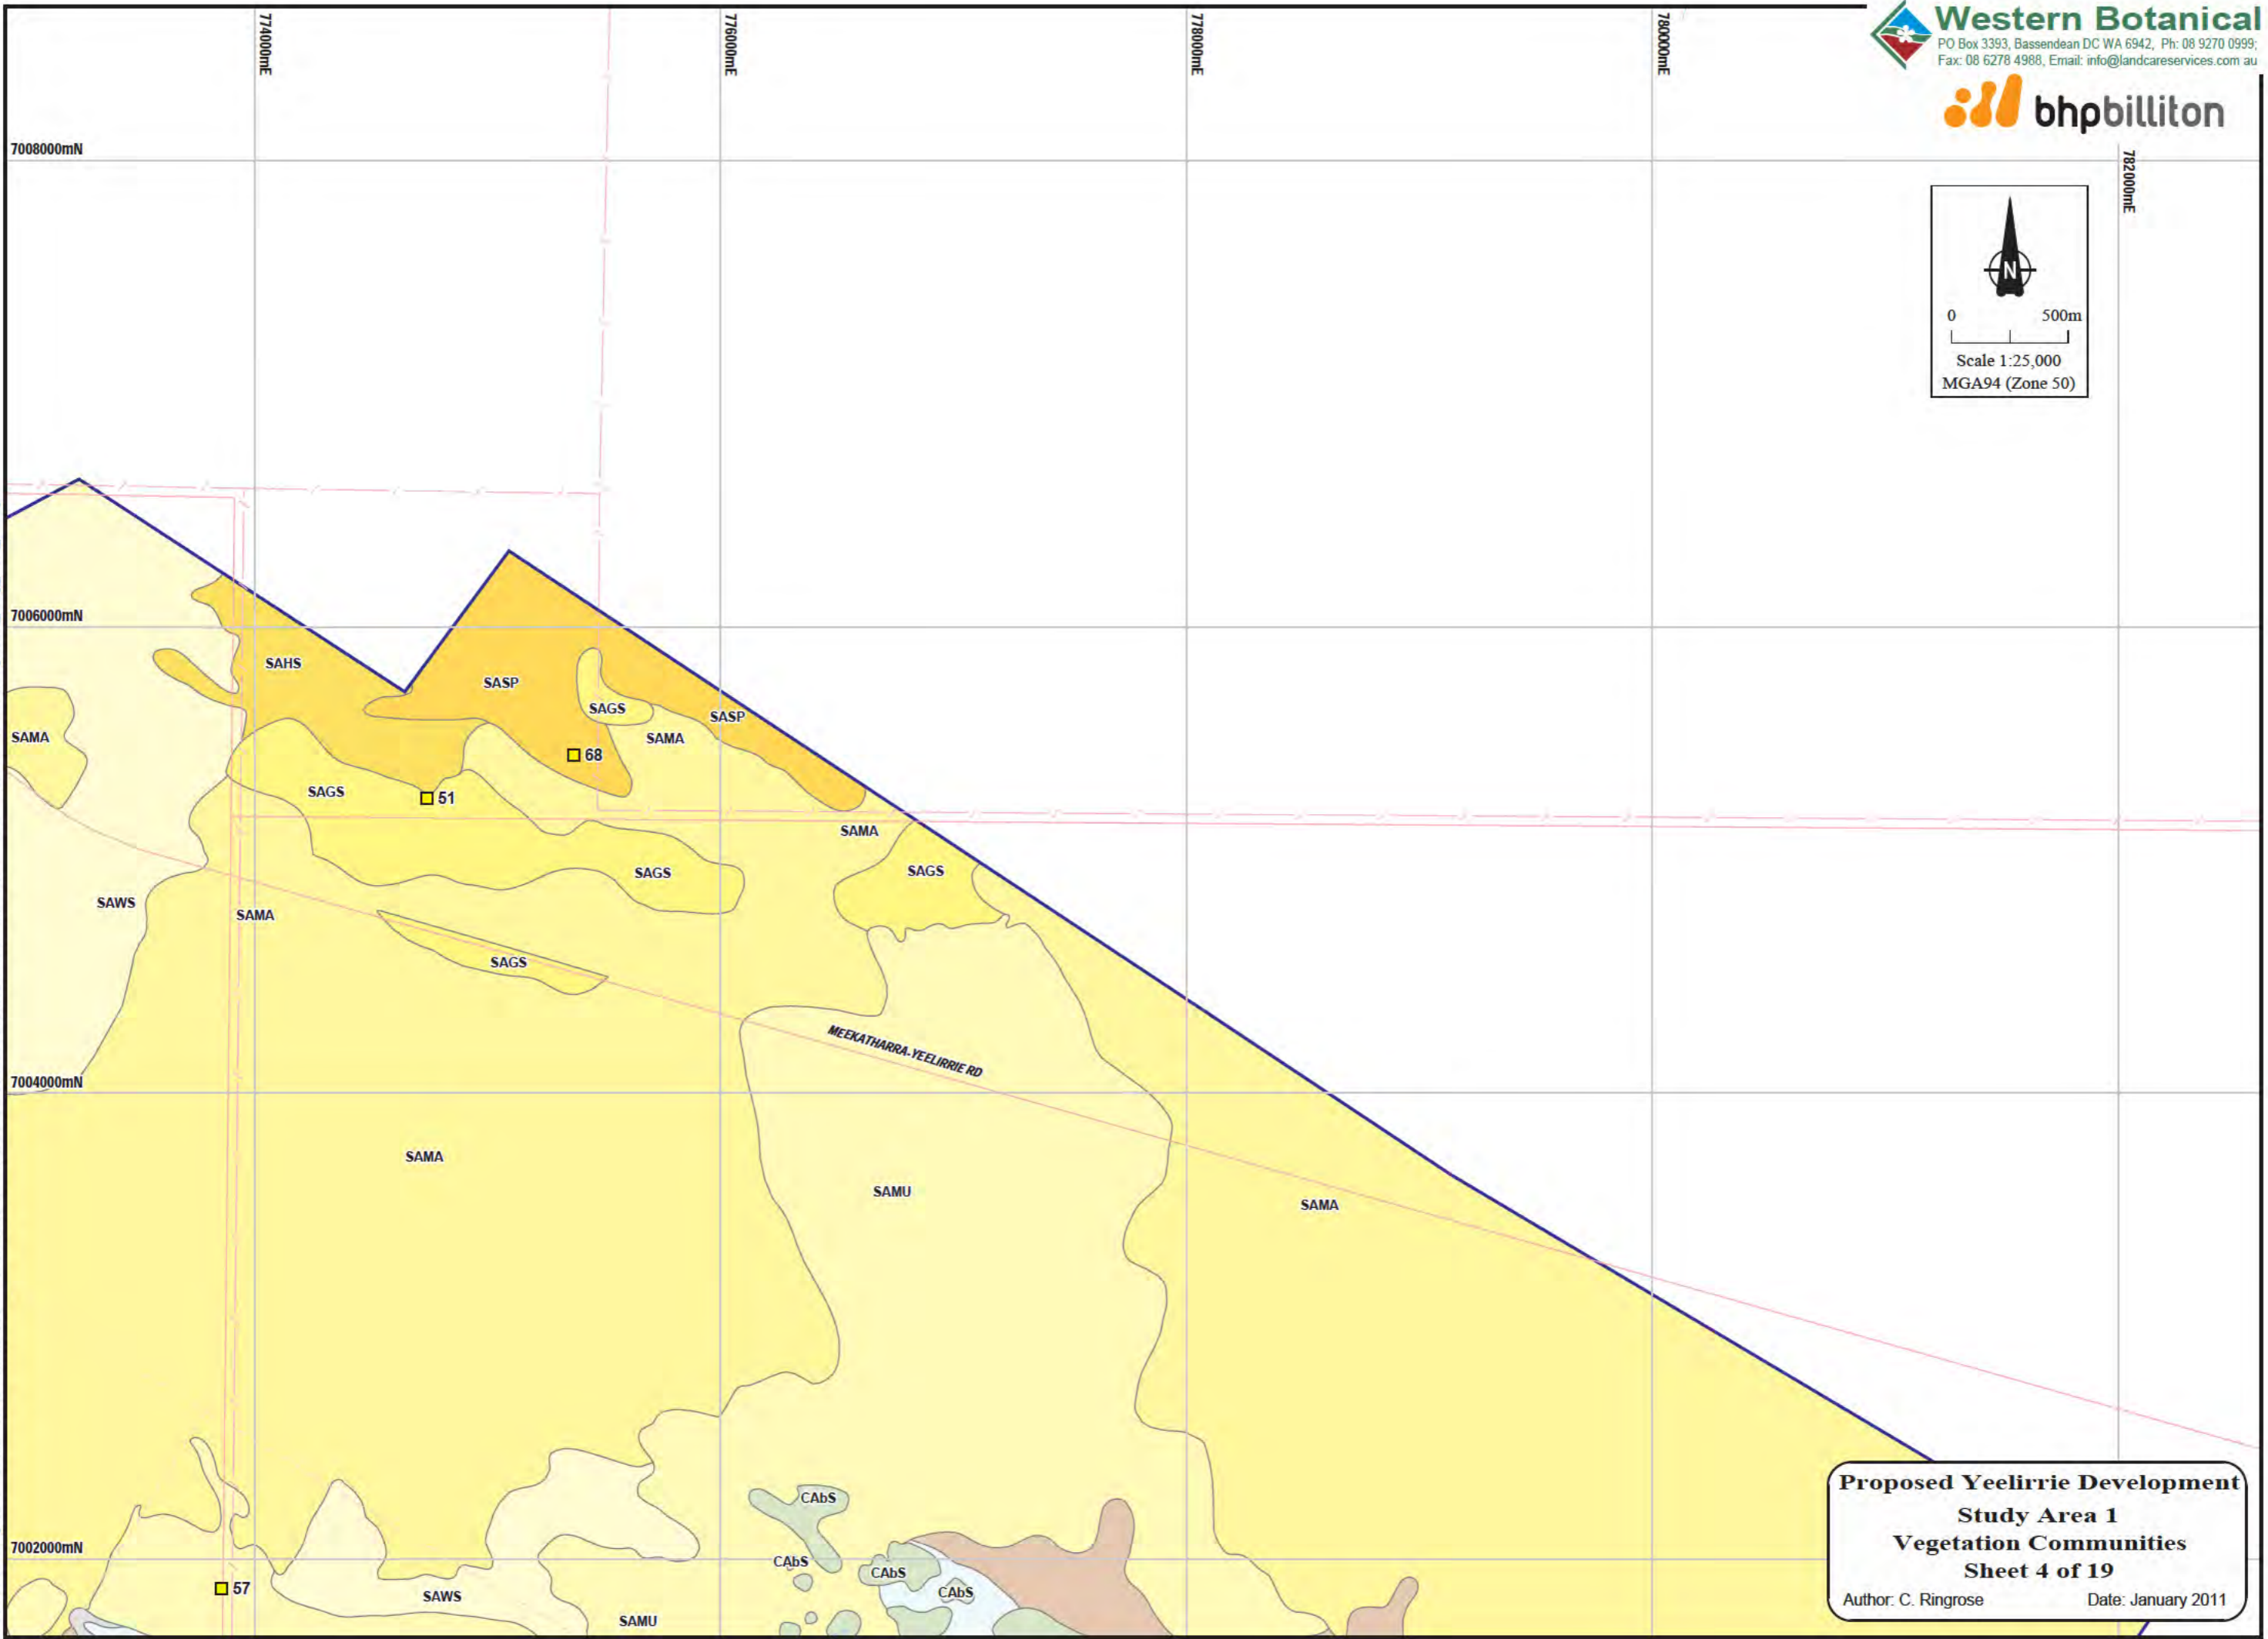 Western Botanical
PO Box 3393, Bassendean DC WA 6942, Ph: 08 9270 0999;
Fax: 08 6278 4988, Email: info@landcareservices.com au
bhpbilliton
774000mE
776000mE
778000mE
780000mE
782000mE
7008000mN
N
0 500m
Scale 1:25,000
MGA94 (Zone 50)
7006000mN
SAHS
SASP
SAGS
SASP
SAMA
SAMA
68
SAGS
51
SAMA
SAGS
SAGS
SAWS
SAMA
SAGS
MEEKATHARRA-YEELIRRIE RD
7004000mN
SAMA
SAMU
SAMA
CAbS
7002000mN
CAbS
CAbS
57
SAWS
CAbS
SAMU
Proposed Yeelirrie Development
Study Area 1
Vegetation Communities
Sheet 4 of 19
Author: C. Ringrose Date: January 2011